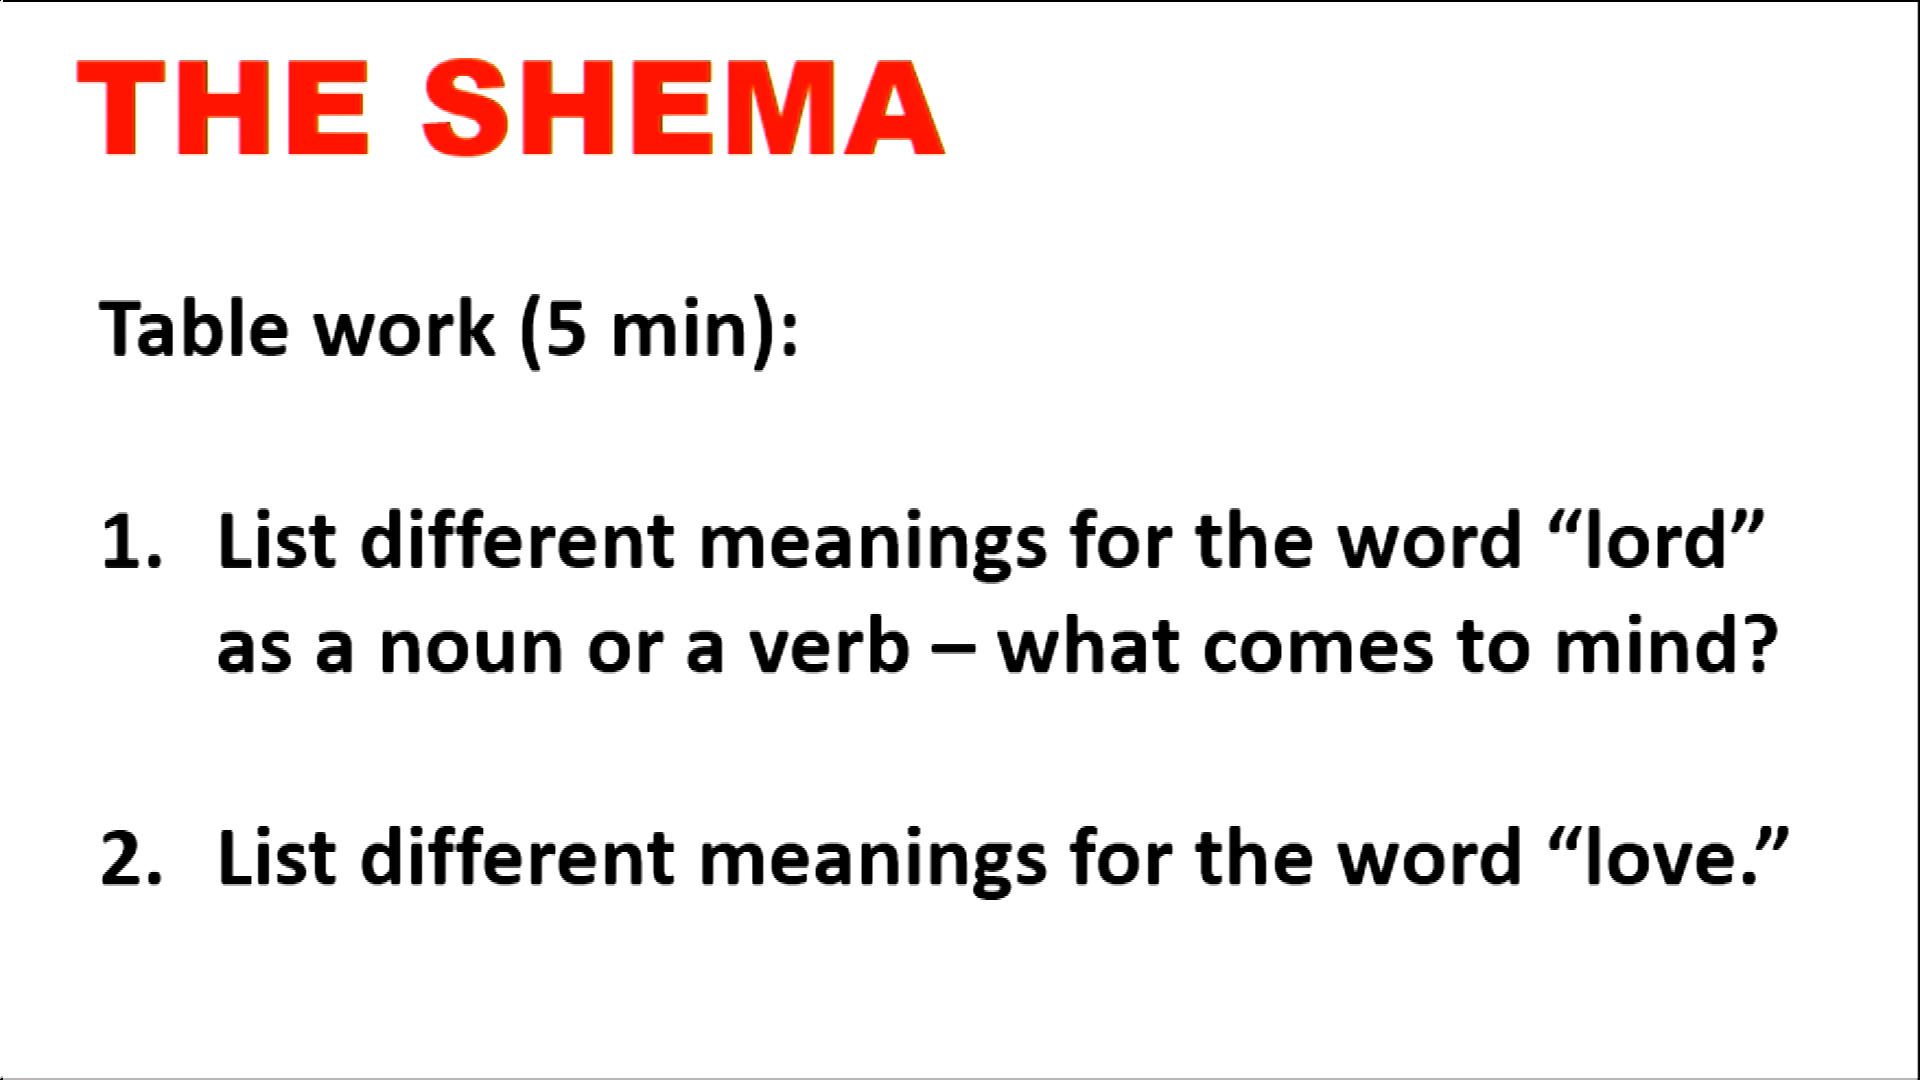 THE SHEMA
Table work (5 min):
1. List different meanings for the word “lord”
as a noun or a verb – what comes to mind?
2. List different meanings for the word “love.”